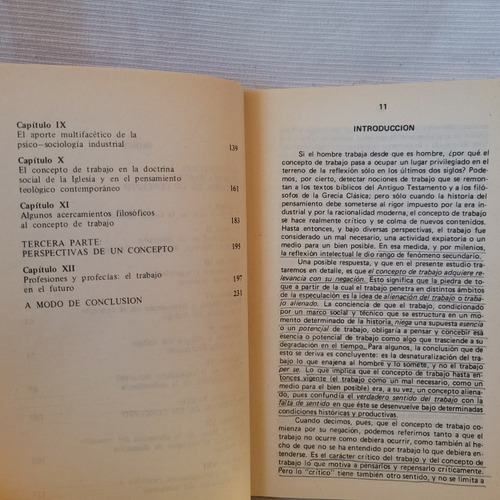 Capítulo IX
El aporte multifacético de la
psico-sociología industrial 139
Capítulo X
El concepto de trabajo en la doctrina
social de la Iglesia y en el pensamiento
teológico contemporáneo 161
Capítulo XI
Algunos acercamientos filosóficos
al concepto de trabajo 183
TERCERA PARTE:
PERSPECTIVAS DE UN CONCEPTO 195
Capítulo XII
Profesiones y profecías: el trabajo
en el futuro 197
A MODO DE CONCLUSION 231
11
INTRODUCCION
Si el hombre trabaja desde que es hombre, ¿por qué el
concepto de trabajo pasa a ocupar un lugar privilegiado en el
terreno de la reflexión sólo en los últimos dos siglos? Pode-
mos, por cierto, detectar nociones de trabajo que se remon-
tan a los textos bíblicos del Antiguo Testamento y a los filó-
sofos de la Grecia Clásica; pero sólo cuando la historia del
pensamiento debe someterse al rigor impuesto por la era in-
dustrial y la racionalidad moderna, el concepto de trabajo
se hace realmente crítico y se colma de nuevos contenidos.
Hasta entonces, y bajo diversas perspectivas, el trabajo fue
considerado un mal necesario, una actividad expiatoria o un
medio para un bien posible. En esa medida, y por milenios,
la reflexión intelectual le dio rango de fenómeno secundario.
Una posible respuesta, y que en el presente estudio tra-
taremos en detalle, es que el concepto de trabajo adquiere re-
levancia con su negación. Esto significa que la piedra de to-
que a partir de la cual el trabajo penetra en distintos ámbitos
de la especulación es la idea de alienación del trabajo o traba-
jo alienado. La conciencia de que el trabajo, condicionado
por un marco social y técnico que se estructura en un mo-
mento determinado de la historia, niega una supuesta esencia
o un potencial de trabajo, obligaría a pensar y concebir esa
esencia o potencial de trabajo como algo que trasciende a su
degradación en el tiempo. Para algunos, la conclusión que de
esto se deriva es concluyente: es la desnaturalización del tra-
bajo lo que enajena al hombre y lo somete, y no el trabajo
per se. Lo que implica que el concepto de trabajo hasta en-
tonces vigente (el trabajo como un mal necesario, como un
medio para el bien posible) era, a su vez, un concepto aliena-
do, pues confundía el verdadero sentido del trabajo con la
falta de sentido en que éste se desenvuelve bajo determinadas
condiciones históricas y productivas.
Cuando decimos, pues, que el concepto de trabajo co-
mienza por su negación, podemos referirnos tanto a que el
trabajo no ocurre como debiera ocurrir, como también al he-
cho de que no se ha entendido por trabajo lo que debiera en-
tenderse. Es el carácter crítico del trabajo y del concepto de
trabajo lo que motiva a pensarlos y repensarlos críticamente.
Pero lo "crítico" tiene otro sentido aún, y no se limita a